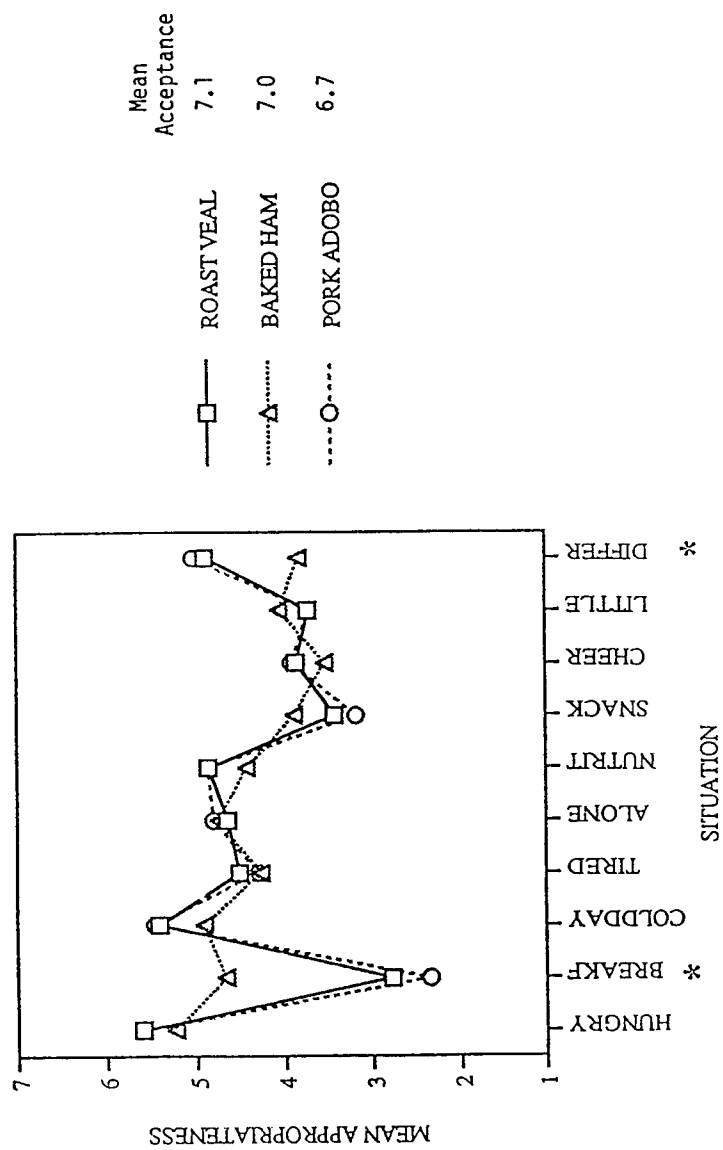 Mean
Acceptance
ROAST VEAL 7.1
BAKED HAM 7.0
PORK ADOBO 6.7
MEAN APPROPRIATENESS
7
6
5
4
3
2
1
HUNGRY
BREAKF
COLDDAY
TIRED
ALONE
NUTRIT
SNACK
CHEER
LITTLE
DIFFER
* *
SITUATION